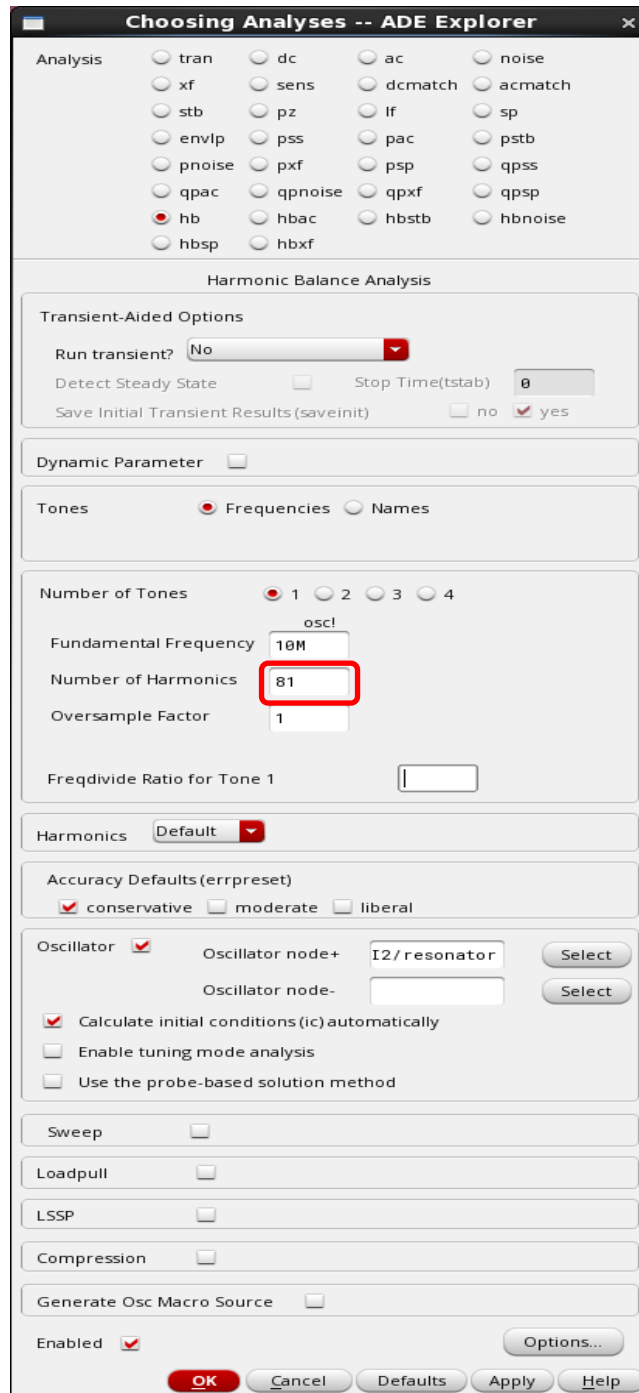 Choosing Analyses -- ADE Explorer
Analysis tran dc ac noise
xf sens dcmatch acmatch
stb pz lf sp
envlp pss pac pstb
pnoise pxf psp qpss
qpac qpnoise qpxf qpsp
hb hbac hbstb hbnoise
hbsp hbxf
Harmonic Balance Analysis
Transient-Aided Options
Run transient? No
Detect Steady State Stop Time(tstab) 0
Save Initial Transient Results (saveinit) no yes
Dynamic Parameter
Tones Frequencies Names
Number of Tones 1 2 3 4
osc!
Fundamental Frequency 10M
Number of Harmonics 81
Oversample Factor 1
Freqdivide Ratio for Tone 1
Harmonics Default
Accuracy Defaults (errpreset)
conservative moderate liberal
Oscillator Oscillator node+ I2/resonator Select
Oscillator node- Select
Calculate initial conditions (ic) automatically
Enable tuning mode analysis
Use the probe-based solution method
Sweep
Loadpull
LSSP
Compression
Generate Osc Macro Source
Enabled Options...
OK Cancel Defaults Apply Help